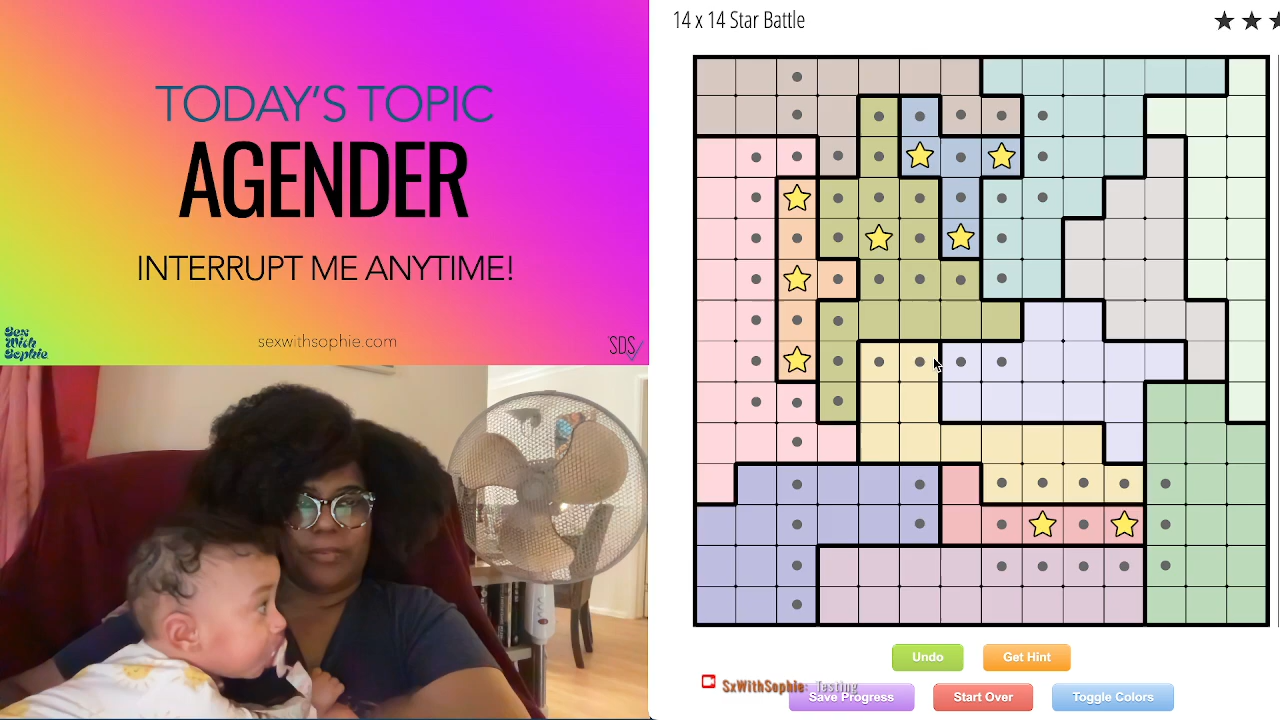 TODAY'S TOPIC
AGENDER
INTERRUPT ME ANYTIME!
sexwithsophie.com
Sex
With
Sophie
SDS
14 x 14 Star Battle
Undo
Get Hint
SxWithSophie: Testing
Save Progress
Start Over
Toggle Colors